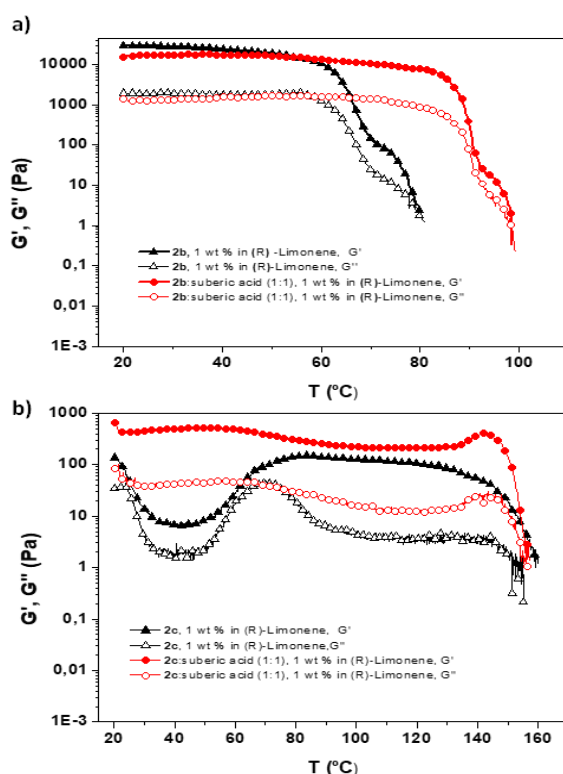 a)
10000
1000
100
10
1
0,1
0,01
1E-3
G', G'' (Pa)
2b, 1 wt % in (R) -Limonene, G'
2b, 1 wt % in (R)-Limonene, G''
2b:suberic acid (1:1), 1 wt % in (R)-Limonene, G'
2b:suberic acid (1:1), 1 wt % in (R)-Limonene, G''
20 40 60 80 100
T (°C)
b)
1000
100
10
1
0,1
0,01
1E-3
G', G'' (Pa)
2c, 1 wt % in (R)-Limonene, G'
2c, 1 wt % in (R)-Limonene,G''
2c:suberic acid (1:1), 1 wt % in (R)-Limonene, G'
2c:suberic acid (1:1), 1 wt % in (R)-Limonene, G''
20 40 60 80 100 120 140 160
T (°C)